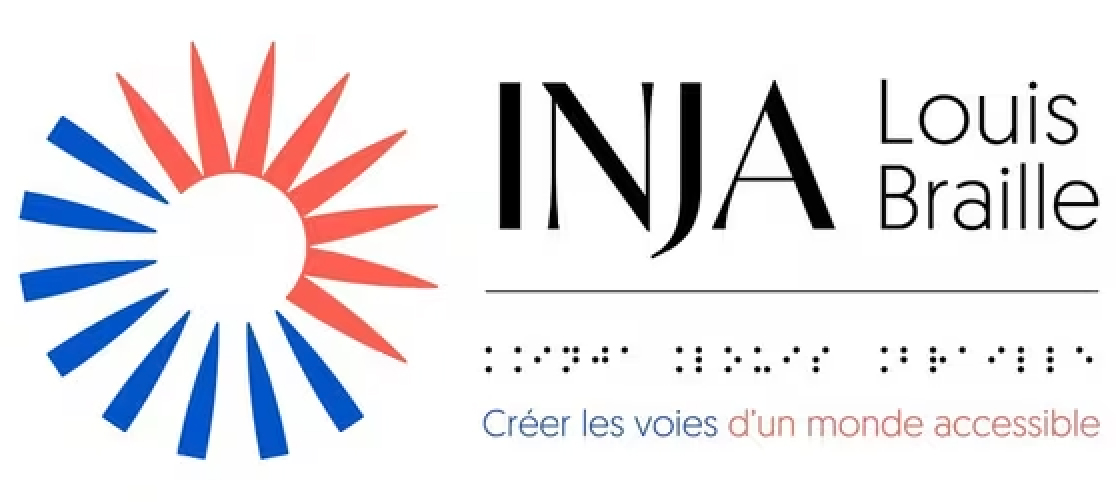 INJA Louis
Braille
⠨⠨⠊⠝⠚⠁ ⠨⠇⠕⠥⠊⠎ ⠨⠃⠗⠁⠊⠇⠇⠑
Créer les voies d'un monde accessible